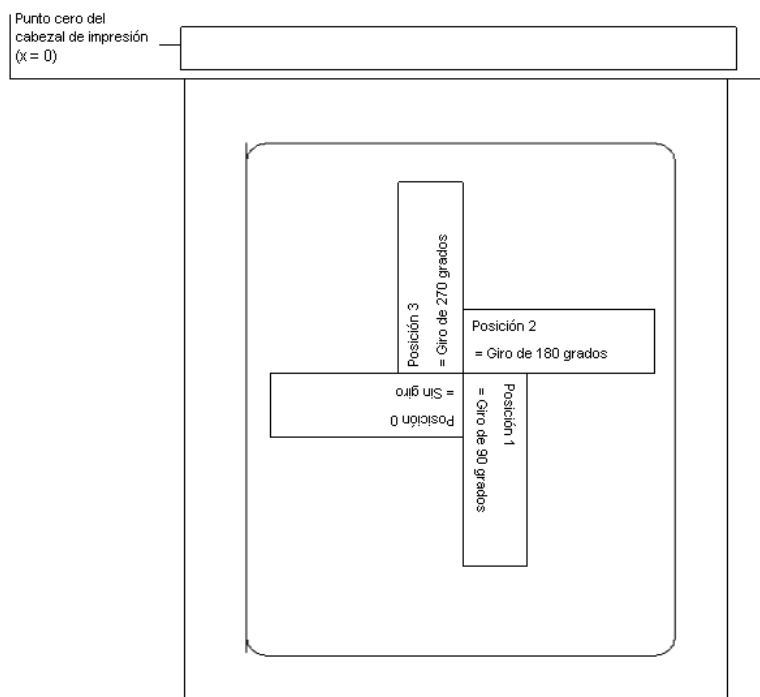 Punto cero del
cabezal de impresión
(x = 0)
Posición 3
= Giro de 270 grados
Posición 2
= Giro de 180 grados
Posición 0
= Sin giro
Posición 1
= Giro de 90 grados